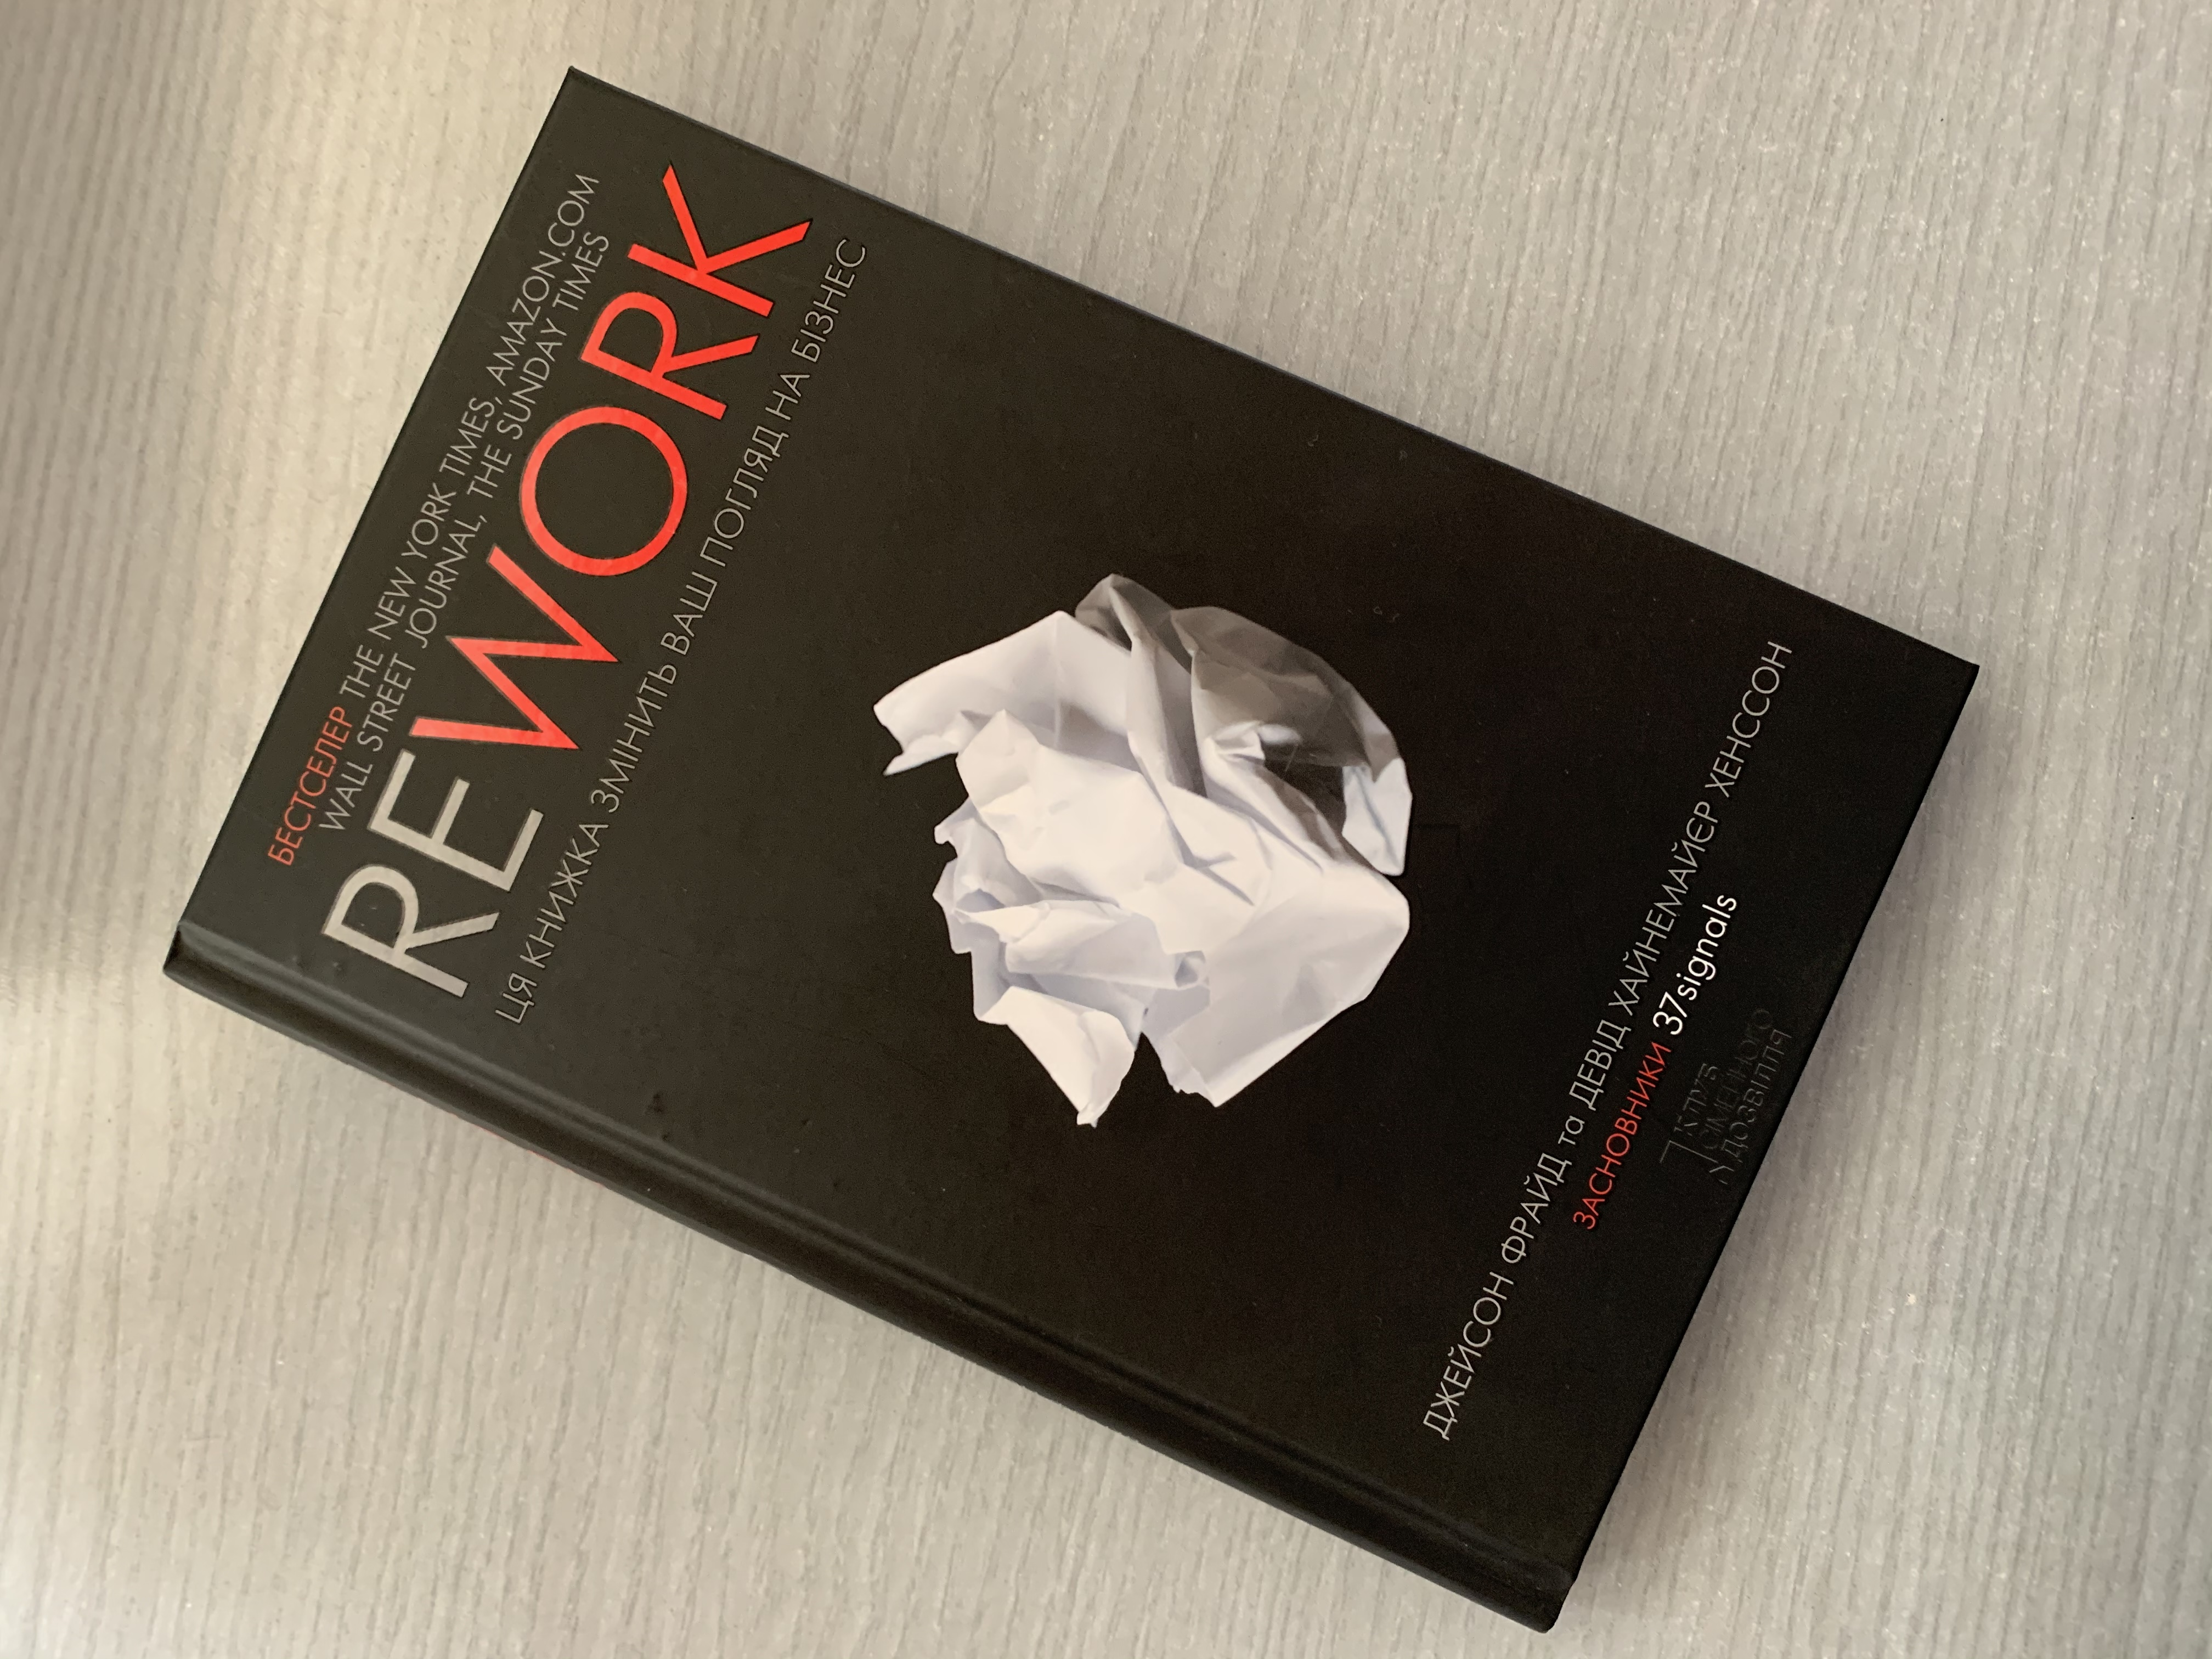 БЕСТСЕЛЕР THE NEW YORK TIMES, AMAZON.COM
WALL STREET JOURNAL, THE SUNDAY TIMES
REWORK
ЦЯ КНИЖКА ЗМІНИТЬ ВАШ ПОГЛЯД НА БІЗНЕС
ДЖЕЙСОН ФРАЙД та ДЕВІД ХАЙНЕМАЙЄР ХЕНССОН
ЗАСНОВНИКИ 37signals
КЛУБ
СІМЕЙНОГО
ДОЗВІЛЛЯ